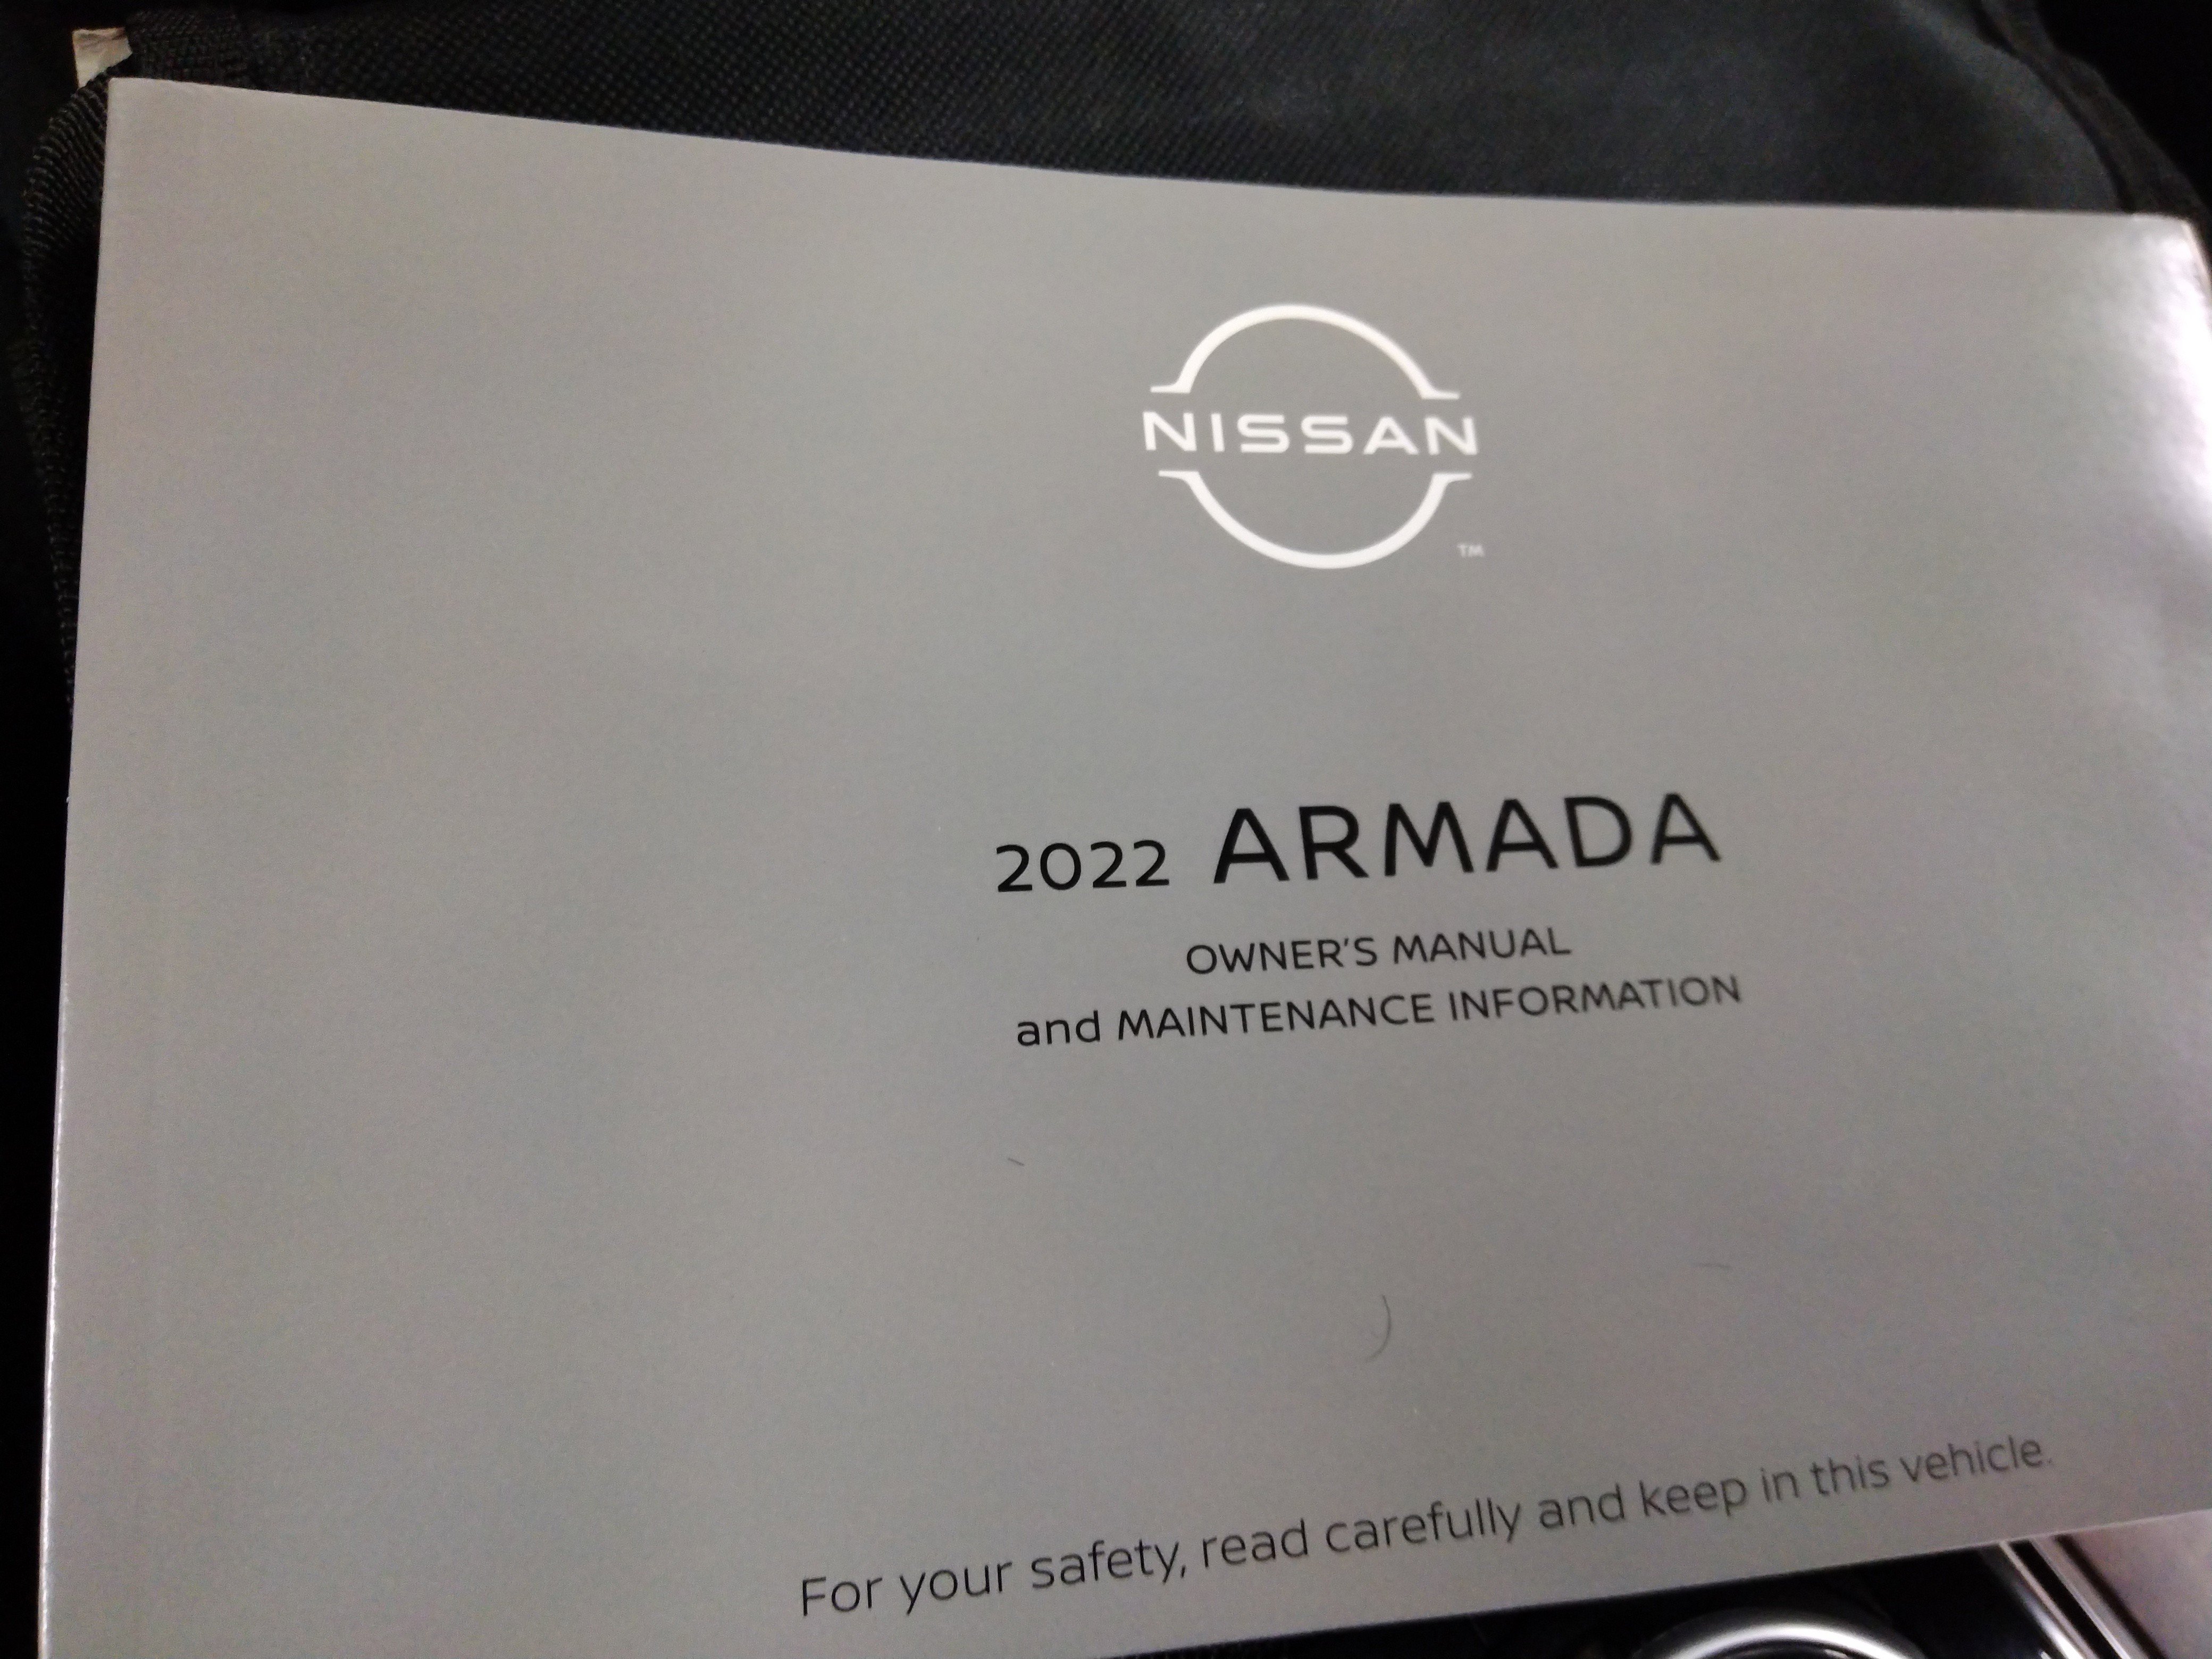 NISSAN
TM
2022 ARMADA
OWNER'S MANUAL
and MAINTENANCE INFORMATION
For your safety, read carefully and keep in this vehicle.